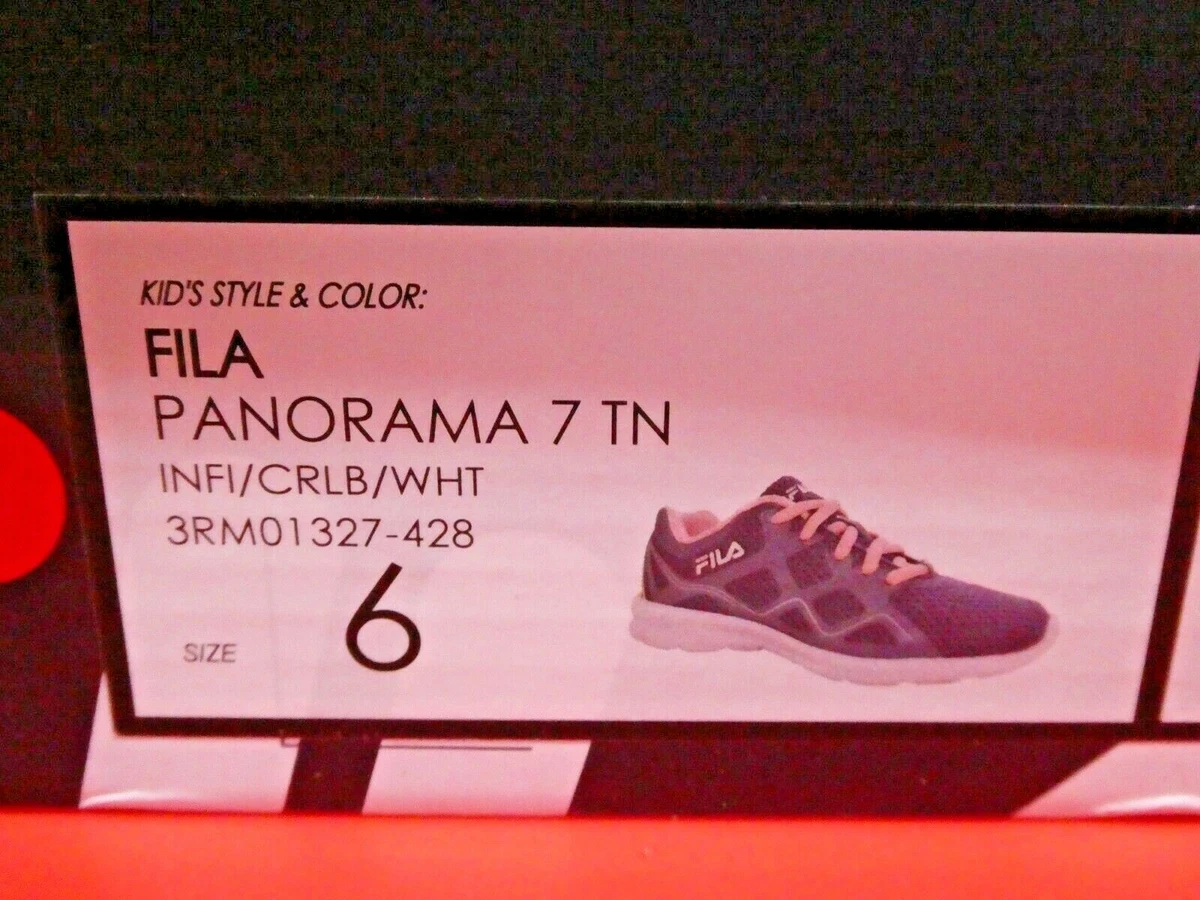 KID'S STYLE & COLOR:
FILA
PANORAMA 7 TN
INFI/CRLB/WHT
3RM01327-428
SIZE 6
FILA